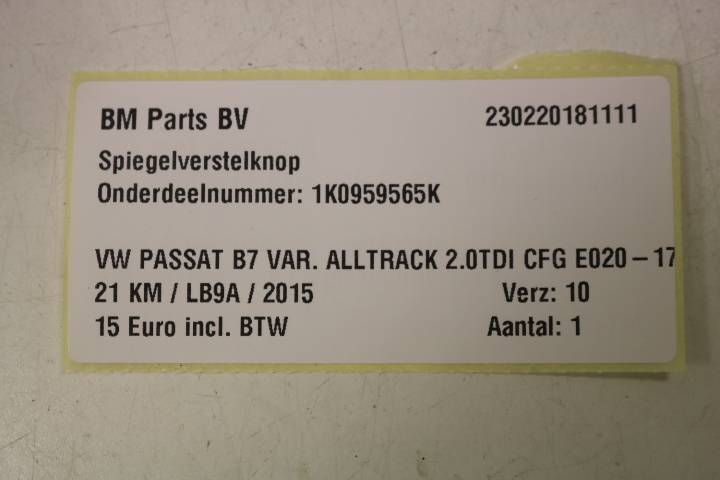 BM Parts BV 230220181111
Spiegelverstelknop
Onderdeelnummer: 1K0959565K
VW PASSAT B7 VAR. ALLTRACK 2.0TDI CFG E020-17
21 KM / LB9A / 2015 Verz: 10
15 Euro incl. BTW Aantal: 1